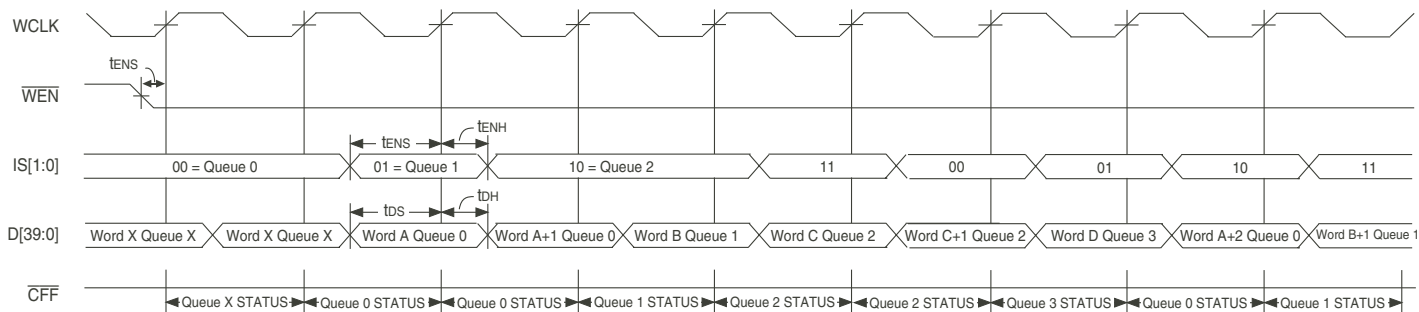 WCLK
tENS
WEN
tENS
tENH
IS[1:0]
00 = Queue 0
01 = Queue 1
10 = Queue 2
11
00
01
10
11
tDS
tDH
D[39:0]
Word X Queue X
Word X Queue X
Word A Queue 0
Word A+1 Queue 0
Word B Queue 1
Word C Queue 2
Word C+1 Queue 2
Word D Queue 3
Word A+2 Queue 0
Word B+1 Queue 1
CFF
Queue X STATUS
Queue 0 STATUS
Queue 0 STATUS
Queue 1 STATUS
Queue 2 STATUS
Queue 2 STATUS
Queue 3 STATUS
Queue 0 STATUS
Queue 1 STATUS